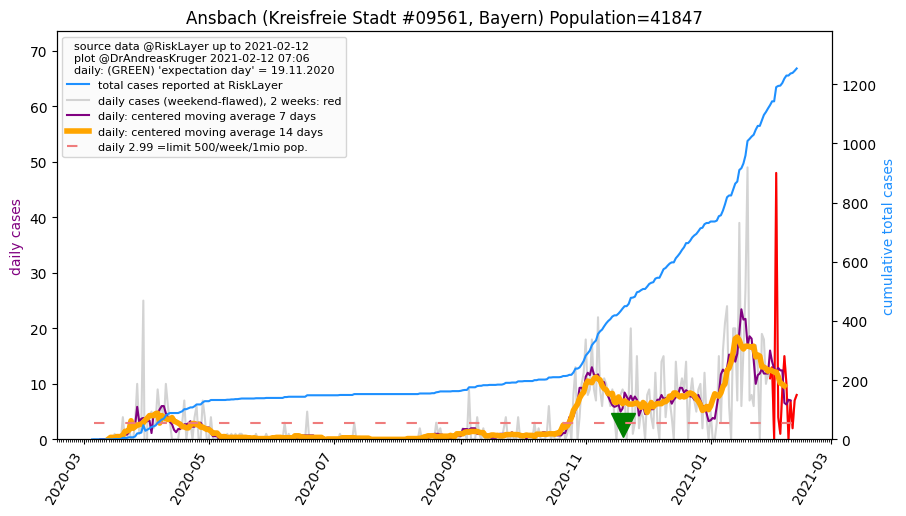 Ansbach (Kreisfreie Stadt #09561, Bayern) Population=41847
source data @RiskLayer up to 2021-02-12
plot @DrAndreasKruger 2021-02-12 07:06
daily: (GREEN) 'expectation day' = 19.11.2020
total cases reported at RiskLayer
daily cases (weekend-flawed), 2 weeks: red
daily: centered moving average 7 days
daily: centered moving average 14 days
daily 2.99 =limit 500/week/1mio pop.
daily cases
70
60
50
40
30
20
10
0
cumulative total cases
1200
1000
800
600
400
200
0
2020-03
2020-05
2020-07
2020-09
2020-11
2021-01
2021-03